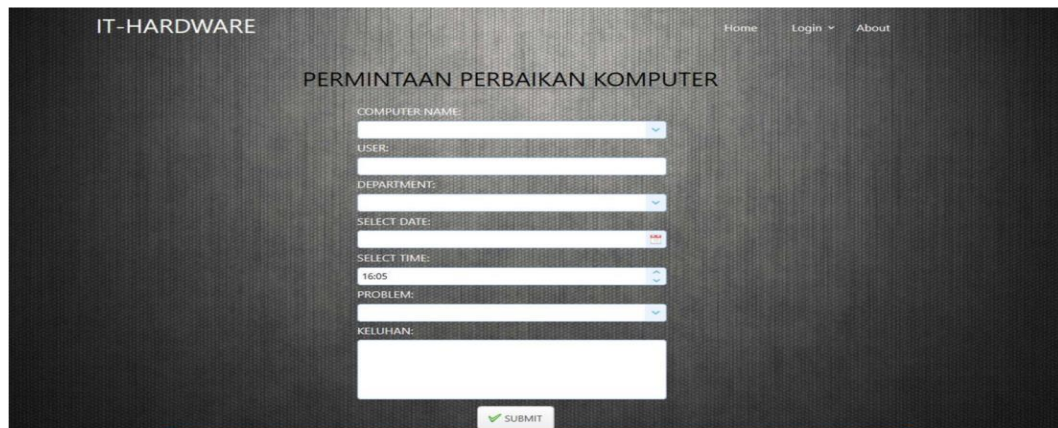 IT-HARDWARE
Home Login About
PERMINTAAN PERBAIKAN KOMPUTER
COMPUTER NAME:
USER:
DEPARTMENT:
SELECT DATE:
SELECT TIME:
16:05
PROBLEM:
KELUHAN:
SUBMIT